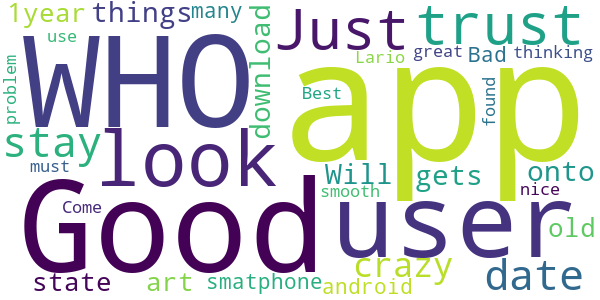 1year things many
use
WHO
download
Just trust
Lario great Bad thinking
problem
app
Best found
stay look
must
Will gets onto
nice
smooth
Good user
Come
old
crazy
state art smatphone android date